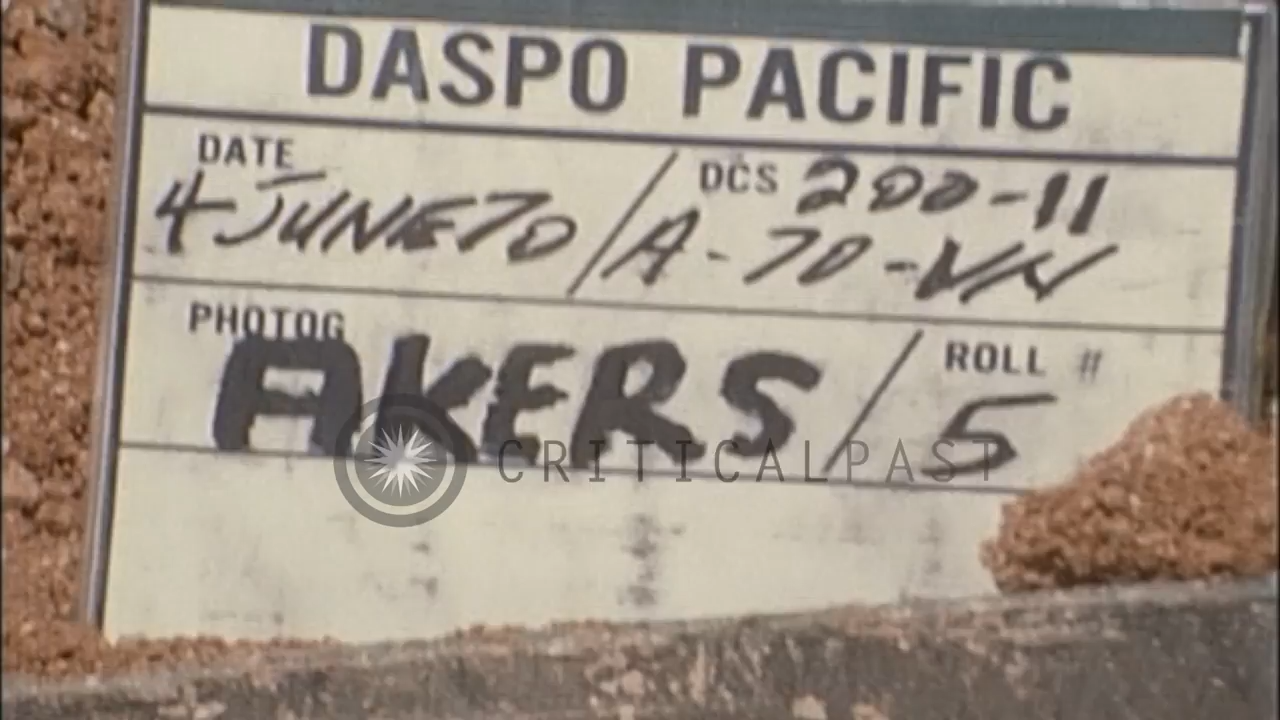 DASPO PACIFIC
DATE
DCS 200-11
4 JUNE 70 / A-70-VN
PHOTOG
ROLL #
AKERS / 5
CRITICALPAST